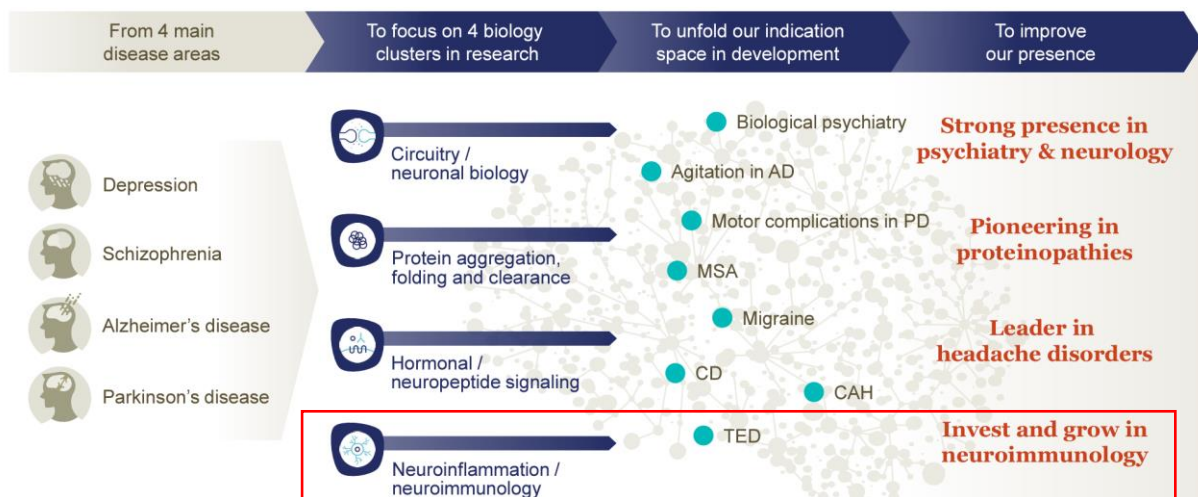 From 4 main
disease areas
To focus on 4 biology
clusters in research
To unfold our indication
space in development
To improve
our presence
Depression
Schizophrenia
Alzheimer’s disease
Parkinson’s disease
Circuitry /
neuronal biology
Protein aggregation,
folding and clearance
Hormonal /
neuropeptide signaling
Neuroinflammation /
neuroimmunology
Biological psychiatry
Agitation in AD
Motor complications in PD
MSA
Migraine
CD
CAH
TED
Strong presence in
psychiatry & neurology
Pioneering in
proteinopathies
Leader in
headache disorders
Invest and grow in
neuroimmunology